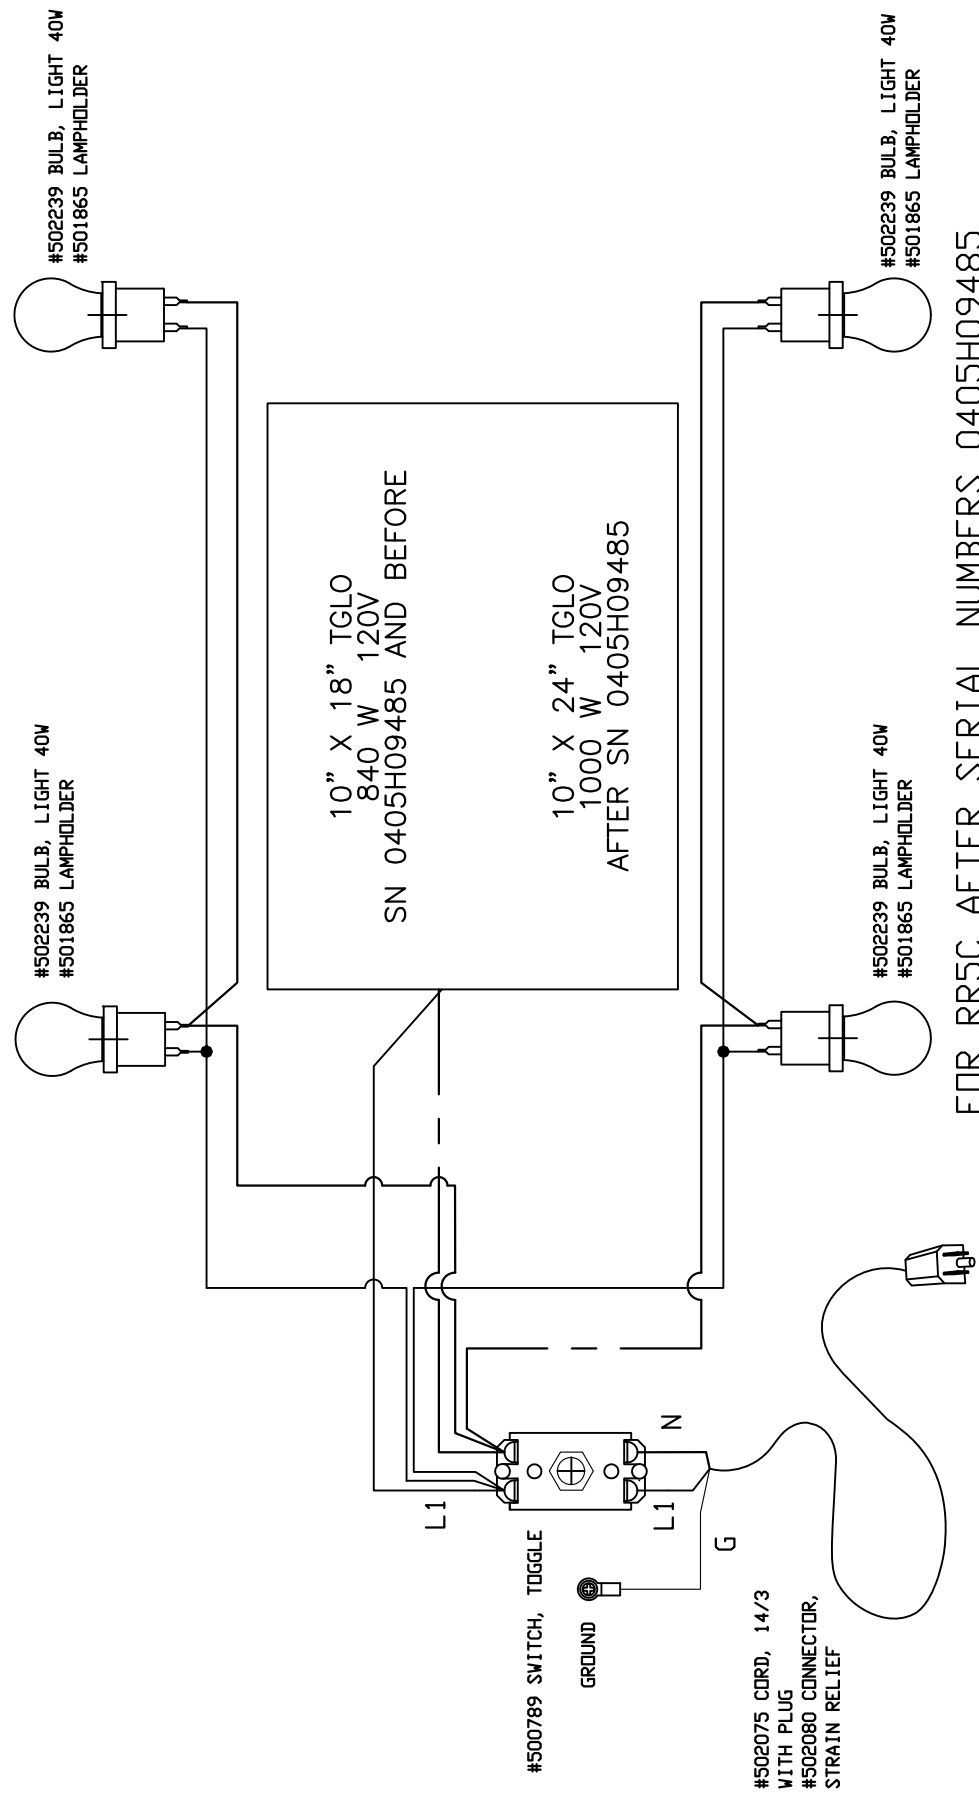 #502239 BULB, LIGHT 40W
#501865 LAMPHOLDER
#502239 BULB, LIGHT 40W
#501865 LAMPHOLDER
10" X 18" TGLO
840 W 120V
SN 0405H09485 AND BEFORE
10" X 24" TGLO
1000 W 120V
AFTER SN 0405H09485
L1
L1
N
G
#500789 SWITCH, TOGGLE
GROUND
#502075 CORD, 14/3
WITH PLUG
#502080 CONNECTOR,
STRAIN RELIEF
#502239 BULB, LIGHT 40W
#501865 LAMPHOLDER
#502239 BULB, LIGHT 40W
#501865 LAMPHOLDER
FOR RR5C AFTER SERIAL NUMBERS 0405H09485